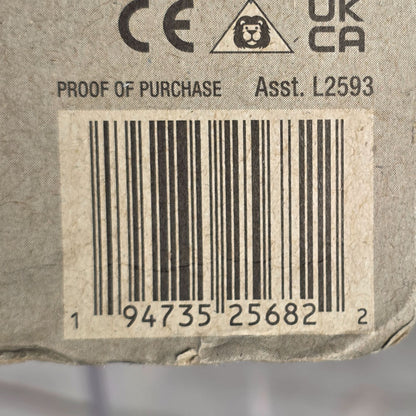 CE UK
CA
PROOF OF PURCHASE Asst. L2593
1 94735 25682 2